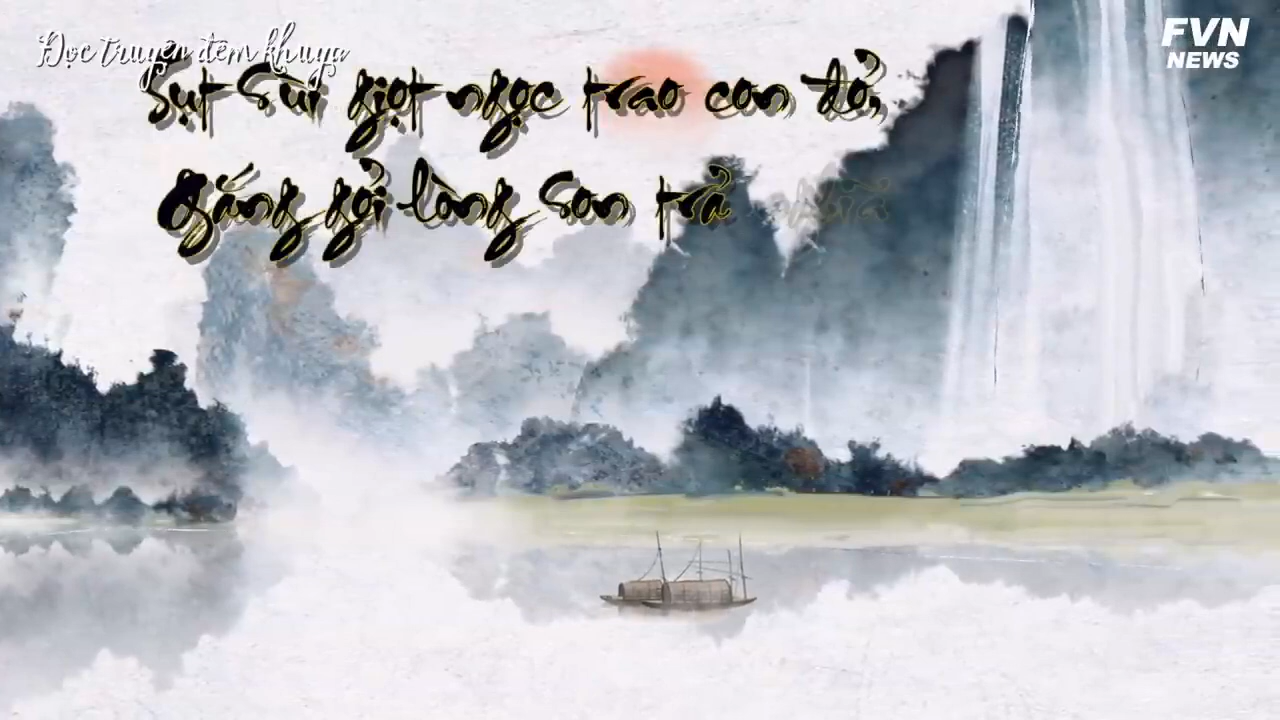 Đọc truyện đêm khuya
FVN
NEWS
Sụt sùi giọt ngọc trao con đỏ,
Gắng gỏi lòng son trả